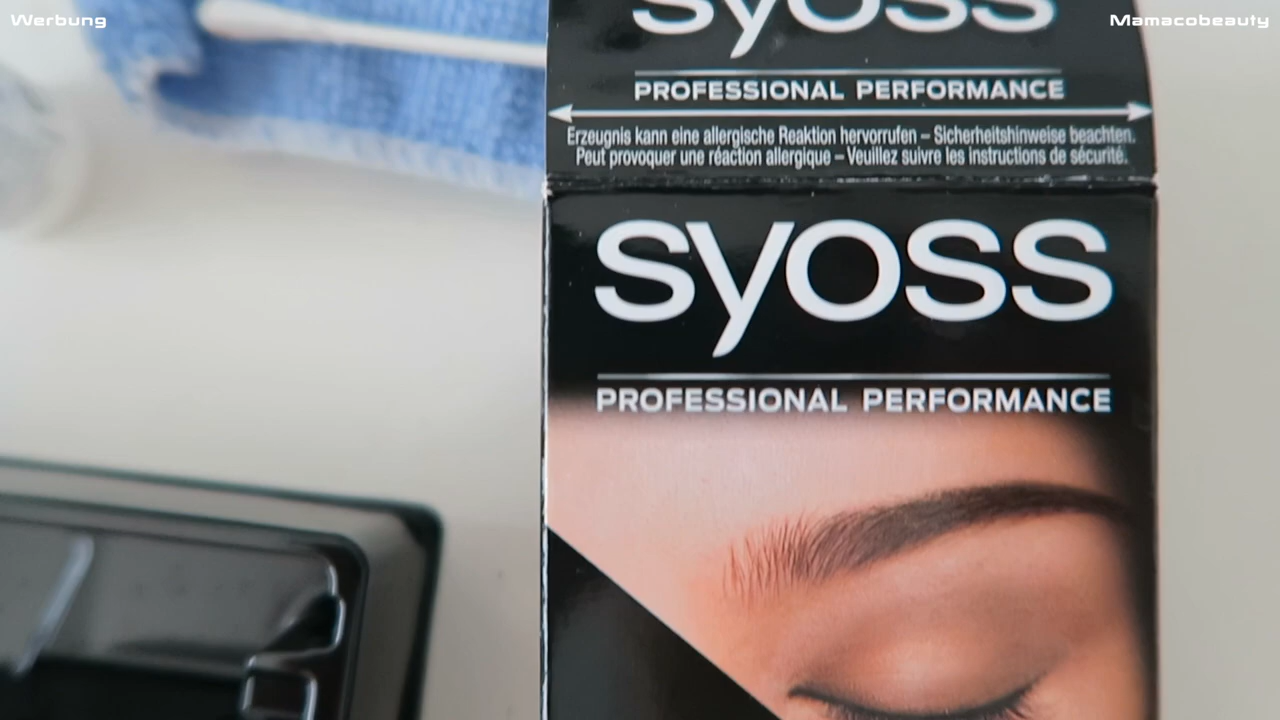 Werbung
Mamacobeauty
syoss
PROFESSIONAL PERFORMANCE
Erzeugnis kann eine allergische Reaktion hervorrufen – Sicherheitshinweise beachten.
Peut provoquer une réaction allergique – Veuillez suivre les instructions de sécurité.
syoss
PROFESSIONAL PERFORMANCE